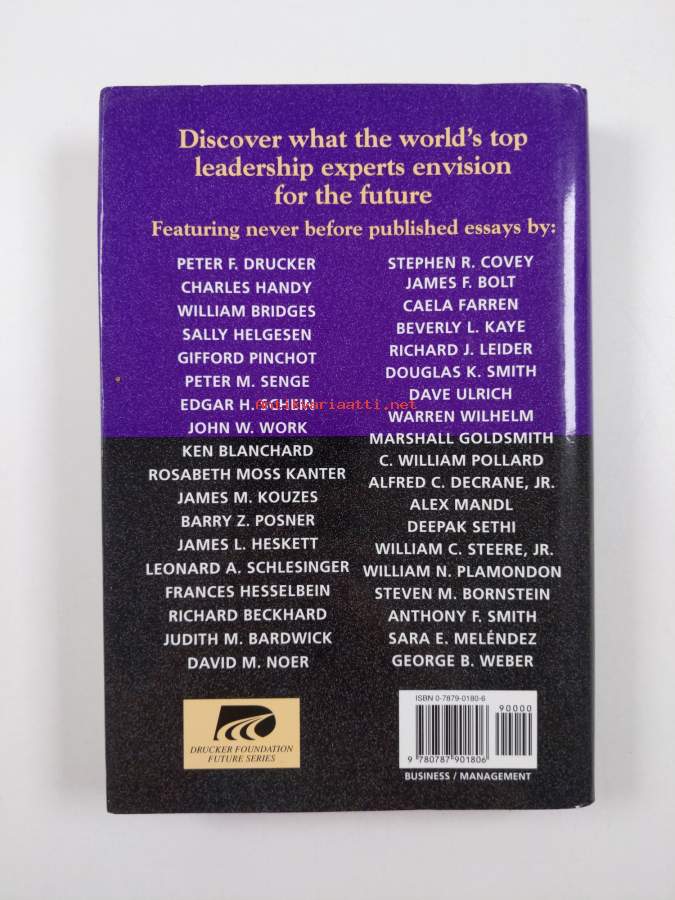 Discover what the world's top
leadership experts envision
for the future
Featuring never before published essays by:
PETER F. DRUCKER
CHARLES HANDY
WILLIAM BRIDGES
SALLY HELGESEN
GIFFORD PINCHOT
PETER M. SENGE
EDGAR H. SCHEIN
JOHN W. WORK
KEN BLANCHARD
ROSABETH MOSS KANTER
JAMES M. KOUZES
BARRY Z. POSNER
JAMES L. HESKETT
LEONARD A. SCHLESINGER
FRANCES HESSELBEIN
RICHARD BECKHARD
JUDITH M. BARDWICK
DAVID M. NOER
STEPHEN R. COVEY
JAMES F. BOLT
CAELA FARREN
BEVERLY L. KAYE
RICHARD J. LEIDER
DOUGLAS K. SMITH
DAVE ULRICH
WARREN WILHELM
MARSHALL GOLDSMITH
C. WILLIAM POLLARD
ALFRED C. DECRANE, JR.
ALEX MANDL
DEEPAK SETHI
WILLIAM C. STEERE, JR.
WILLIAM N. PLAMONDON
STEVEN M. BORNSTEIN
ANTHONY F. SMITH
SARA E. MELÉNDEZ
GEORGE B. WEBER
antikvariaatti.net
DRUCKER FOUNDATION
FUTURE SERIES
ISBN 0-7879-0180-6
90000
9 780787 901806
BUSINESS / MANAGEMENT